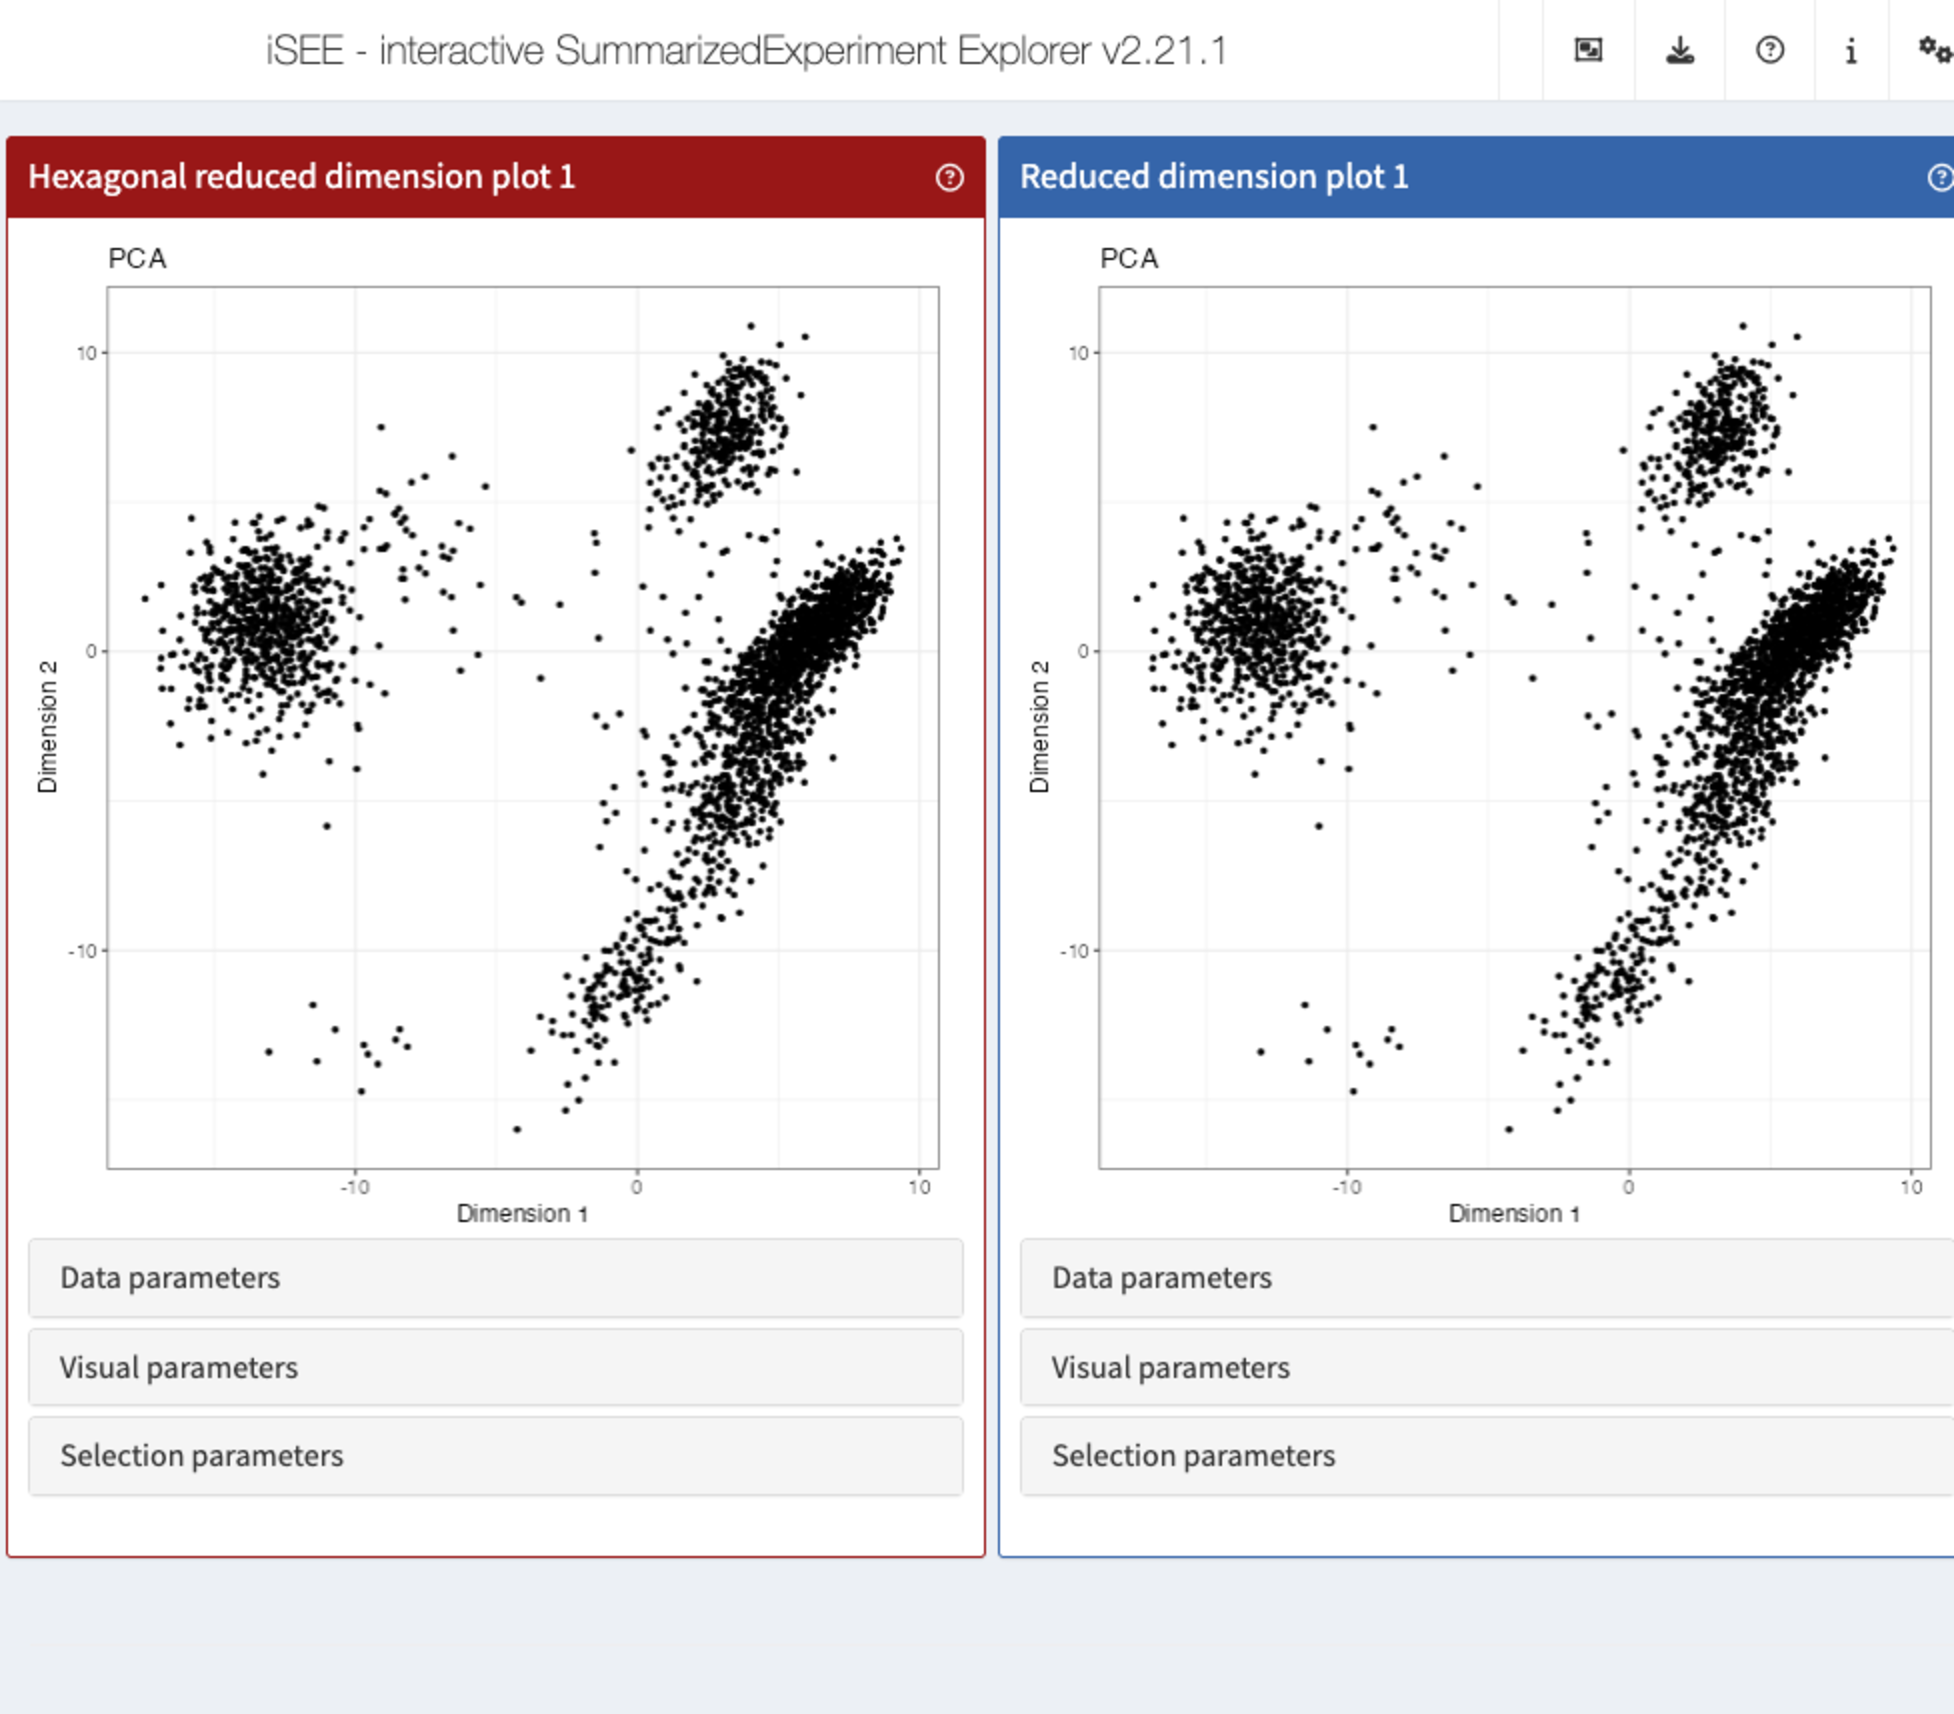 iSEE - interactive SummarizedExperiment Explorer v2.21.1
Hexagonal reduced dimension plot 1
PCA
10
0
-10
Dimension 2
-10 0 10
Dimension 1
Data parameters
Visual parameters
Selection parameters
Reduced dimension plot 1
PCA
10
0
-10
Dimension 2
-10 0 10
Dimension 1
Data parameters
Visual parameters
Selection parameters